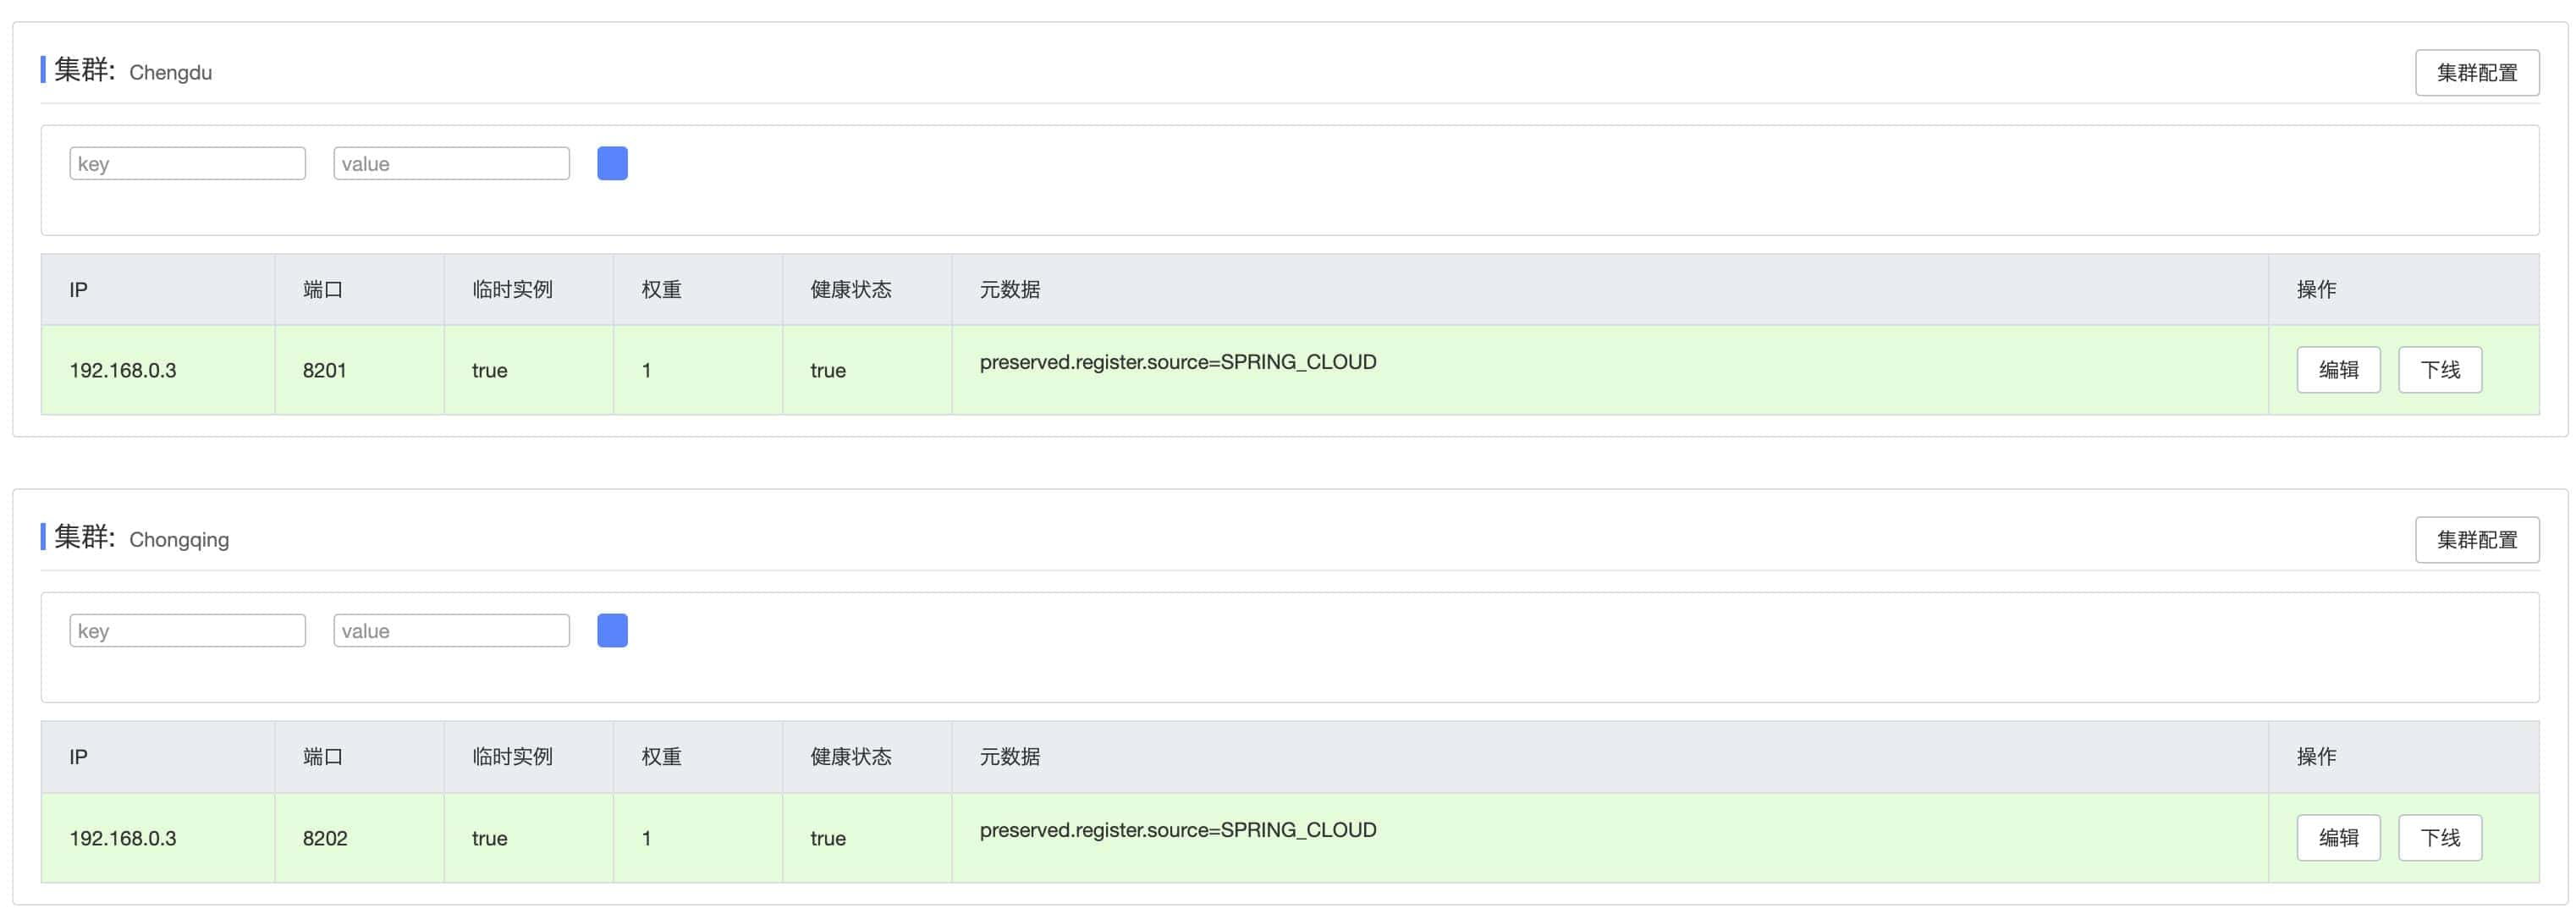 集群: Chengdu 集群配置
key value
IP 端口 临时实例 权重 健康状态 元数据 操作
192.168.0.3 8201 true 1 true preserved.register.source=SPRING_CLOUD 编辑 下线
集群: Chongqing 集群配置
key value
IP 端口 临时实例 权重 健康状态 元数据 操作
192.168.0.3 8202 true 1 true preserved.register.source=SPRING_CLOUD 编辑 下线